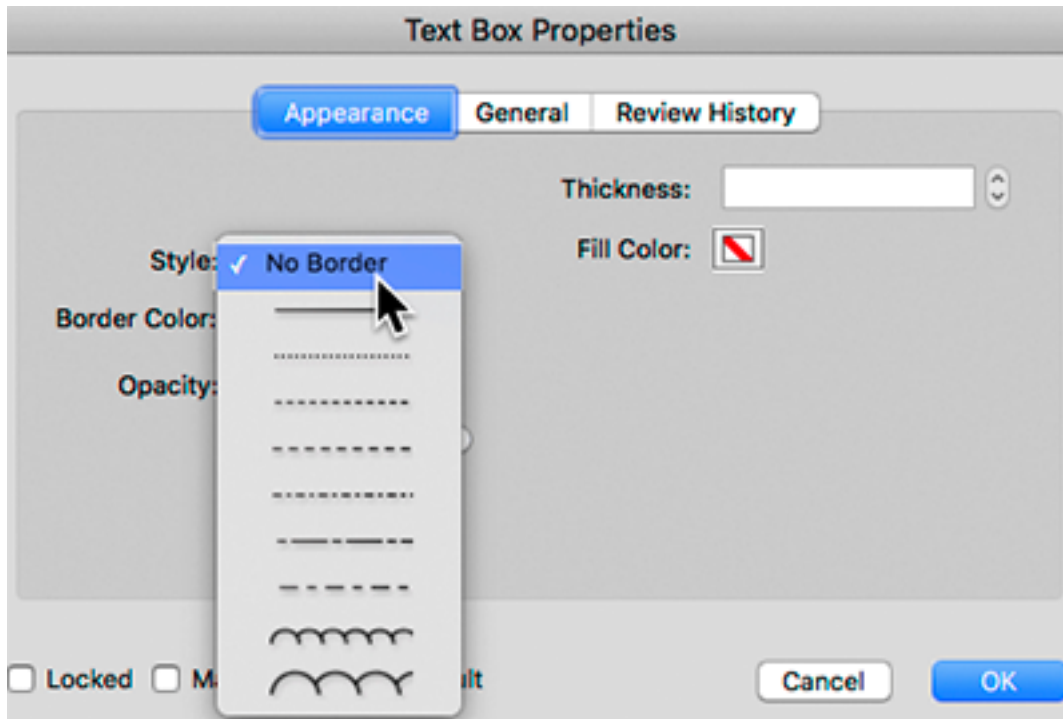 Text Box Properties
Appearance General Review History
Thickness:
Style: ✓ No Border Fill Color:
Border Color:
Opacity:
Locked
Cancel OK